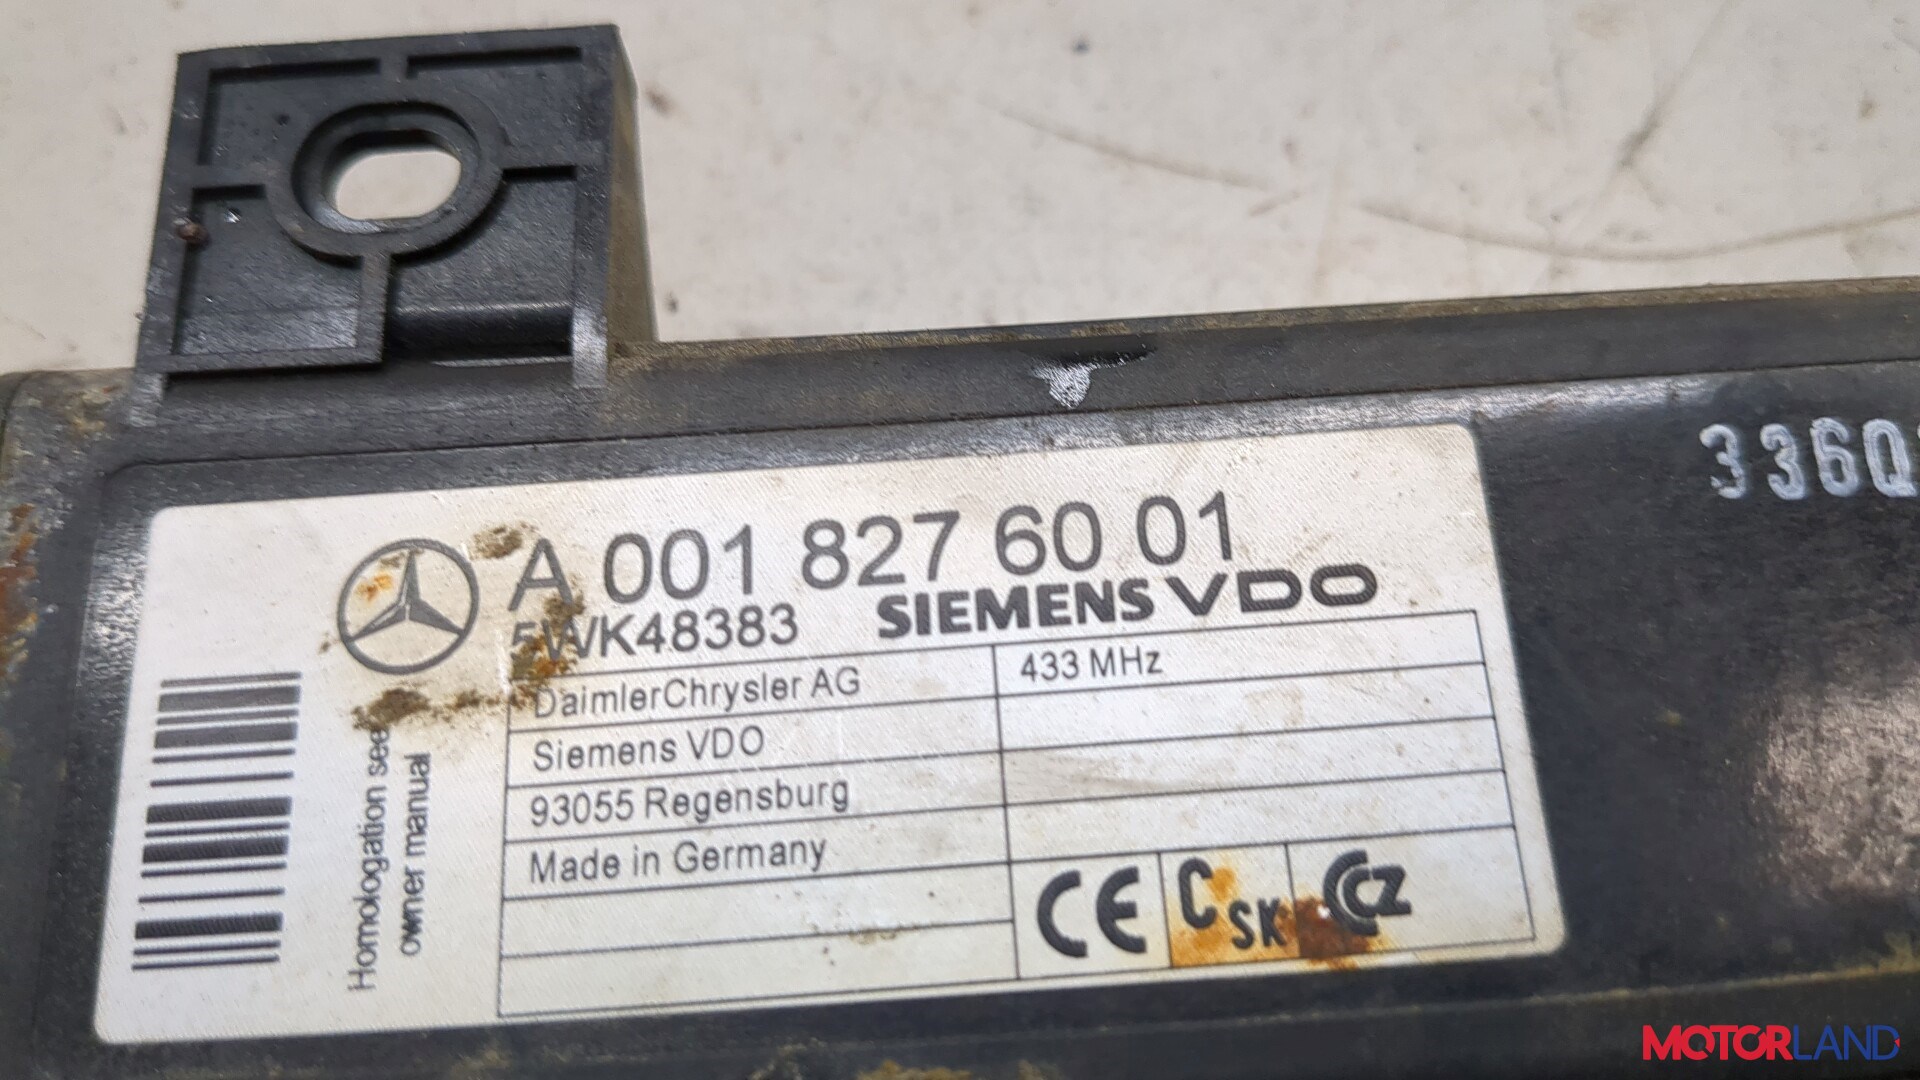 336Q
A 001 827 60 01
5WK48383 SIEMENS VDO
DaimlerChrysler AG 433 MHz
Siemens VDO
93055 Regensburg
Made in Germany
CE CSK CCZ
Homologation see
owner manual
MOTORLAND